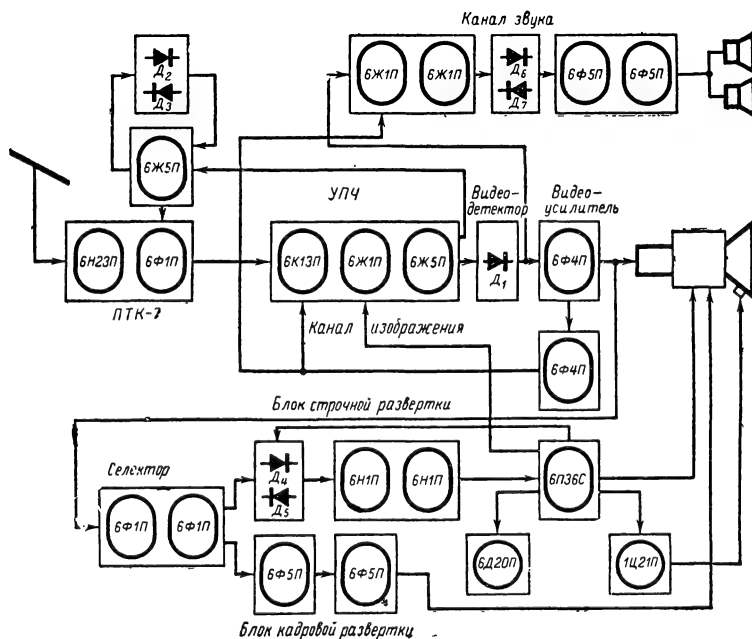 Канал звука
Д2
Д3
6Ж1П 6Ж1П
Д6
Д7
6Ф5П 6Ф5П
6Ж5П
УПЧ
Видео-
детектор
Видео-
усилитель
6Н23П 6Ф1П
6К13П 6Ж1П 6Ж5П
Д1
6Ф4П
ПТК-7
Канал изображения
6Ф4П
Блок строчной развертки
Селектор
Д4
Д5
6Н1П 6Н1П
6П36С
6Ф1П 6Ф1П
6Ф5П 6Ф5П
6Д20П
1Ц21П
Блок кадровой развертки